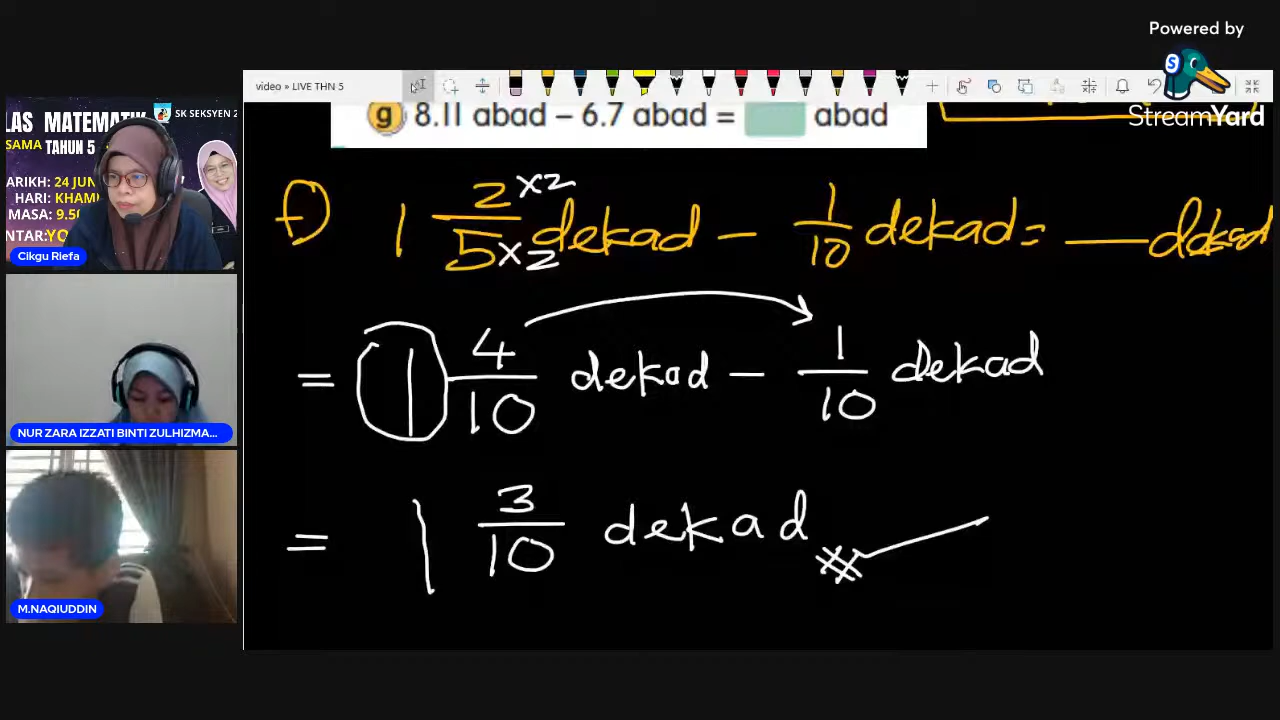 Powered by
StreamYard
video » LIVE THN 5
LAS MATEMATIK
SAMA TAHUN 5
SK SEKSYEN 2
ARIKH: 24 JUN
HARI: KHAMI
MASA: 9.50
NTAR:YO
Cikgu Riefa
NUR ZARA IZZATI BINTI ZULHIZMA...
M.NAQIUDDIN
g 8.11 abad – 6.7 abad = abad
f) 1 2/5 ×2 ×2 dekad – 1/10 dekad = __ dekad
= 1 4/10 dekad – 1/10 dekad
= 1 3/10 dekad